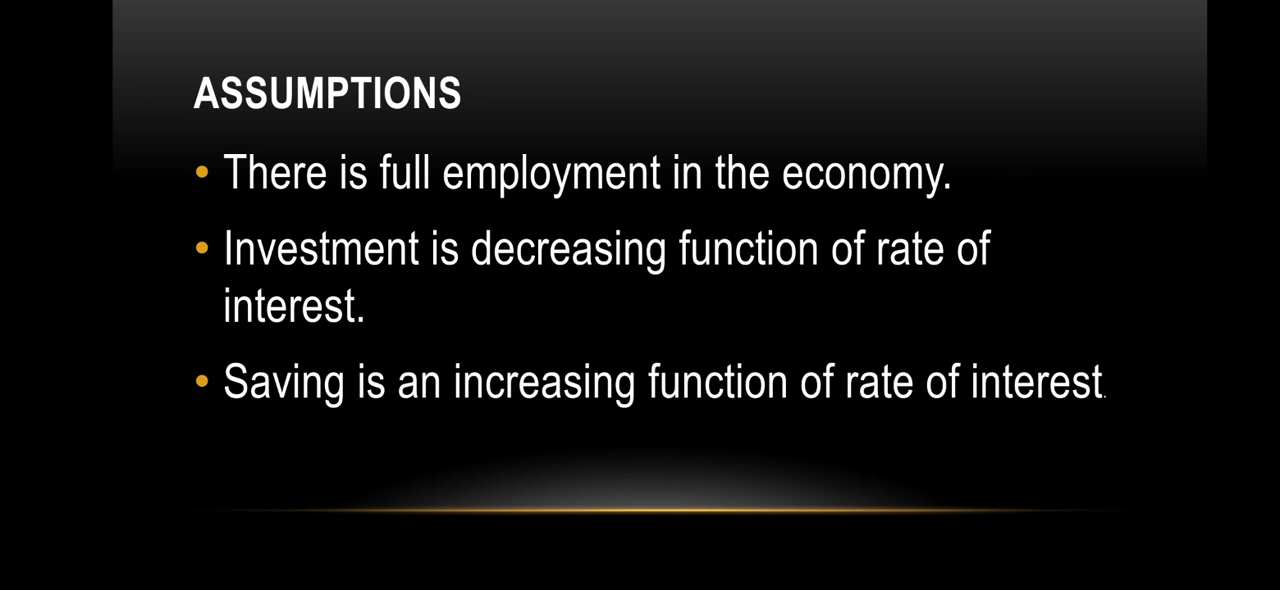 ASSUMPTIONS
• There is full employment in the economy.
• Investment is decreasing function of rate of
interest.
• Saving is an increasing function of rate of interest.